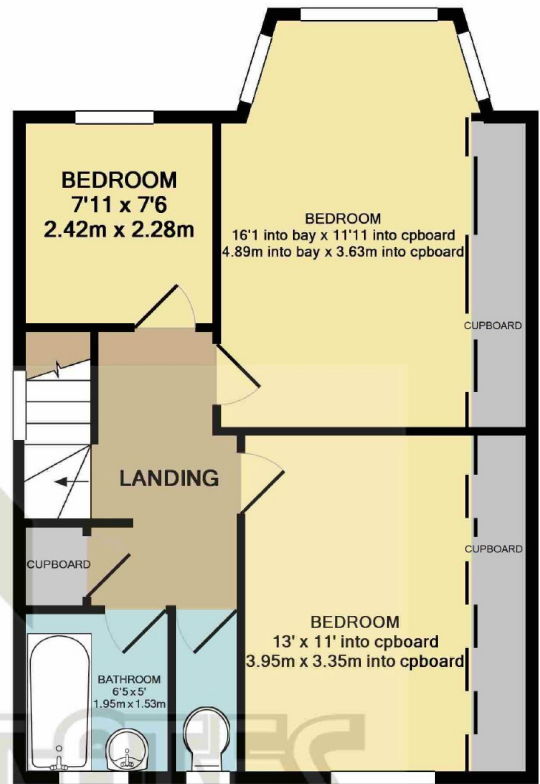 BEDROOM
7'11 x 7'6
2.42m x 2.28m
BEDROOM
16'1 into bay x 11'11 into cpboard
4.89m into bay x 3.63m into cpboard
CUPBOARD
LANDING
CUPBOARD
CUPBOARD
BEDROOM
13' x 11' into cpboard
3.95m x 3.35m into cpboard
BATHROOM
6'5 x 5'
1.95m x 1.53m